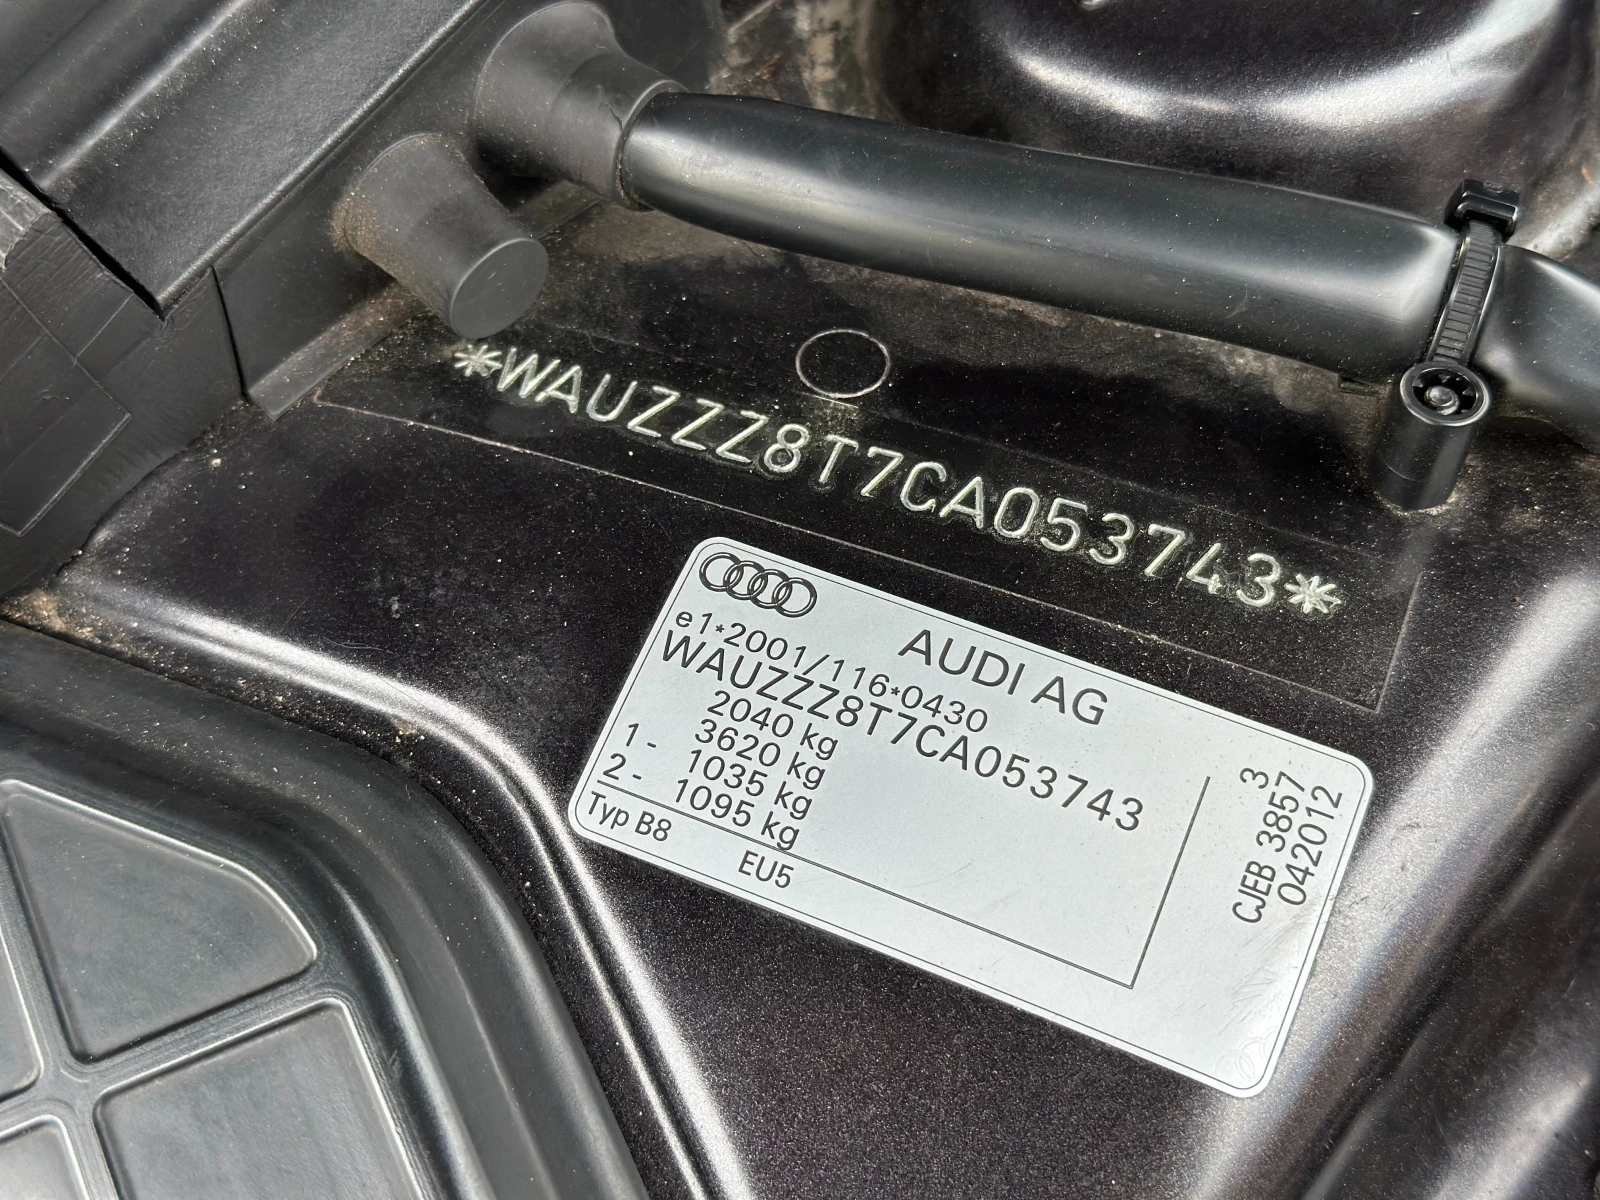 *WAUZZZ8T7CA053743*
AUDI AG
e1*2001/116*0430
WAUZZZ8T7CA053743
2040 kg
3620 kg
1 - 1035 kg
2 - 1095 kg
Typ B8
EU5
3
CJEB 3857
042012